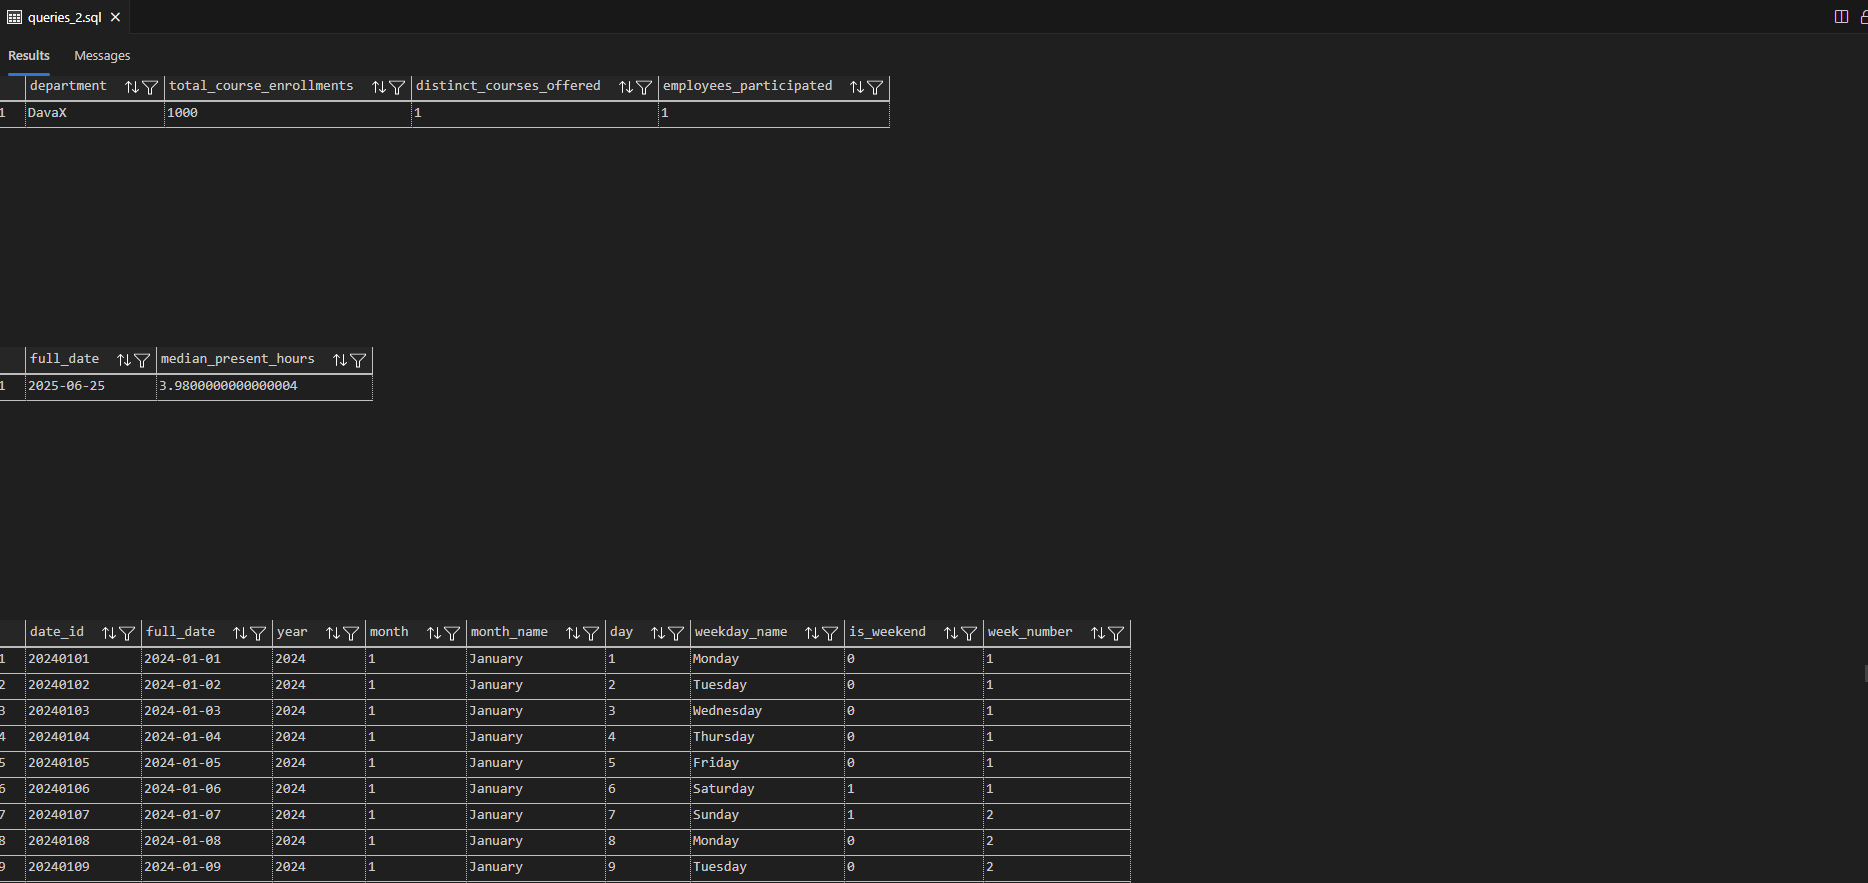 queries_2.sql
Results Messages
department total_course_enrollments distinct_courses_offered employees_participated
1 DavaX 1000 1 1
full_date median_present_hours
1 2025-06-25 3.9800000000000004
date_id full_date year month month_name day weekday_name is_weekend week_number
1 20240101 2024-01-01 2024 1 January 1 Monday 0 1
2 20240102 2024-01-02 2024 1 January 2 Tuesday 0 1
3 20240103 2024-01-03 2024 1 January 3 Wednesday 0 1
4 20240104 2024-01-04 2024 1 January 4 Thursday 0 1
5 20240105 2024-01-05 2024 1 January 5 Friday 0 1
6 20240106 2024-01-06 2024 1 January 6 Saturday 1 1
7 20240107 2024-01-07 2024 1 January 7 Sunday 1 2
8 20240108 2024-01-08 2024 1 January 8 Monday 0 2
9 20240109 2024-01-09 2024 1 January 9 Tuesday 0 2